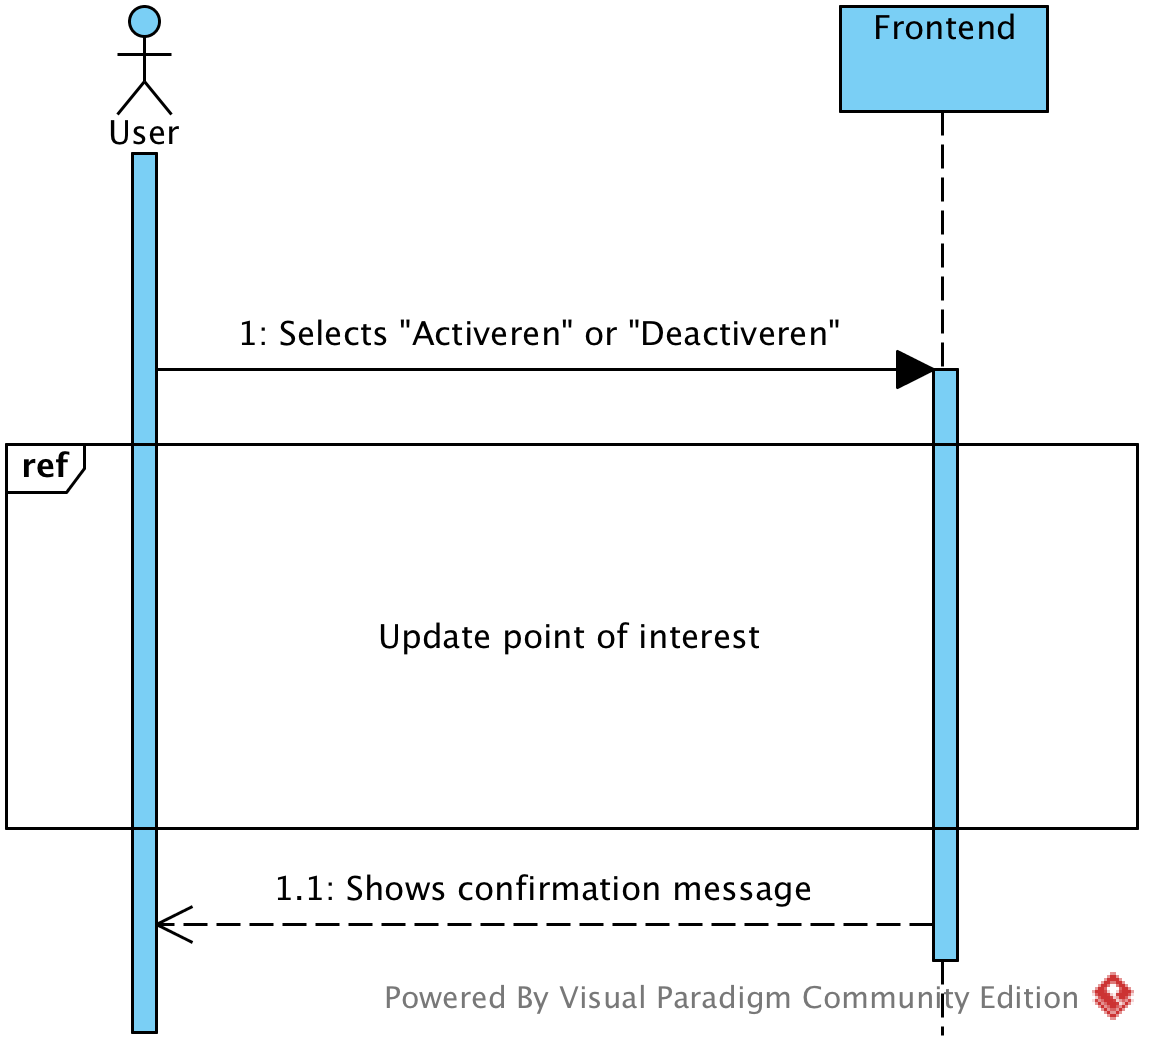 Frontend
User
1: Selects "Activeren" or "Deactiveren"
ref
Update point of interest
1.1: Shows confirmation message
Powered By Visual Paradigm Community Edition